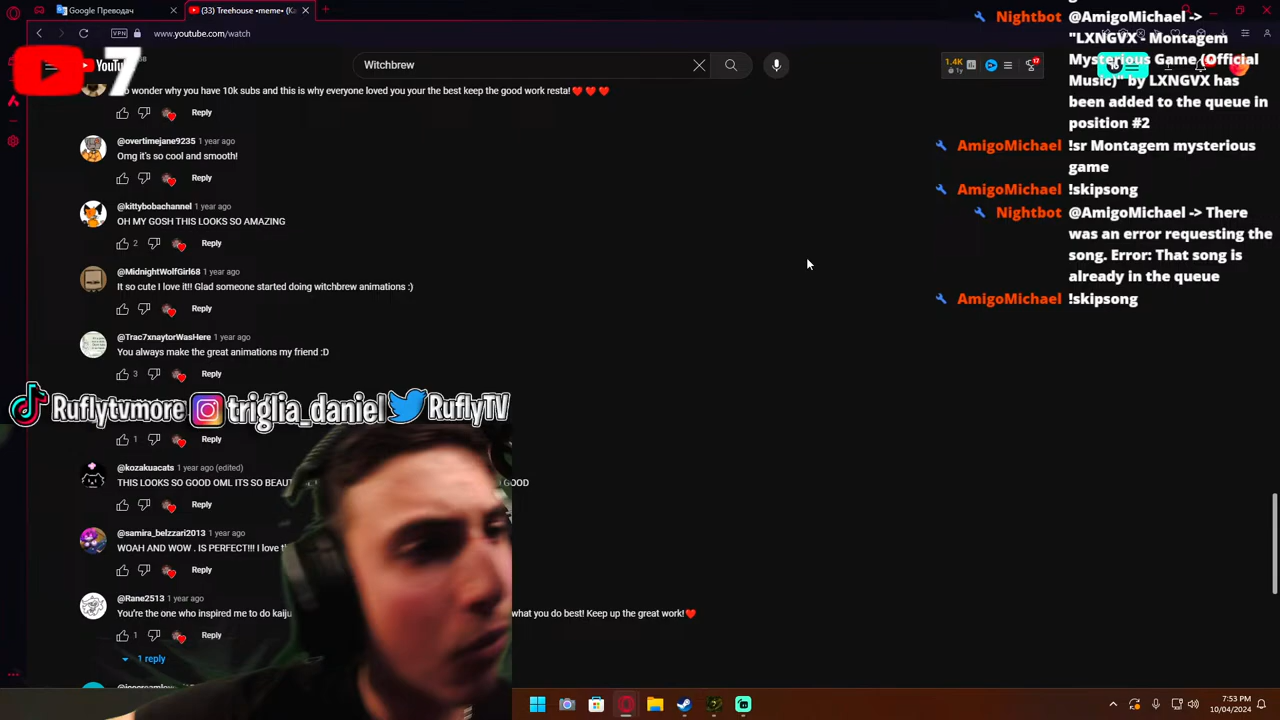 Google Преводач
(33) Treehouse •meme• (Ka
VPN
www.youtube.com/watch
7
Witchbrew
1.4K
1y
17
wonder why you have 10k subs and this is why everyone loved you your the best keep the good work resta!❤❤❤
Reply
@overtimejane9235 1 year ago
Omg it's so cool and smooth!
Reply
@kittybobachannel 1 year ago
OH MY GOSH THIS LOOKS SO AMAZING
2 Reply
@MidnightWolfGirl68 1 year ago
It so cute I love it!! Glad someone started doing witchbrew animations :)
Reply
@Trac7xnaytorWasHere 1 year ago
You always make the great animations my friend :D
3 Reply
Ruflytvmore triglia_daniel RuflyTV
1 Reply
@kozakuacats 1 year ago (edited)
THIS LOOKS SO GOOD OML ITS SO GOOD
Reply
@samira_belzzari2013 1 year ago
WOAH AND WOW . IS PERFECT!!! I love
Reply
@Rane2513 1 year ago
You're the one who inspired me to do kaiju what you do best! Keep up the great work!❤
1 Reply
1 reply
Nightbot @AmigoMichael ->
"LXNGVX - Montagem
Mysterious Game (Official
Music)" by LXNGVX has
been added to the queue in
position #2
AmigoMichael !sr Montagem mysterious
game
AmigoMichael !skipsong
Nightbot @AmigoMichael -> There
was an error requesting the
song. Error: That song is
already in the queue
AmigoMichael !skipsong
7:53 PM
10/04/2024